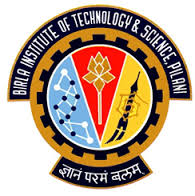 BIRLA INSTITUTE OF TECHNOLOGY & SCIENCE, PILANI
ज्ञानं परमं बलम्